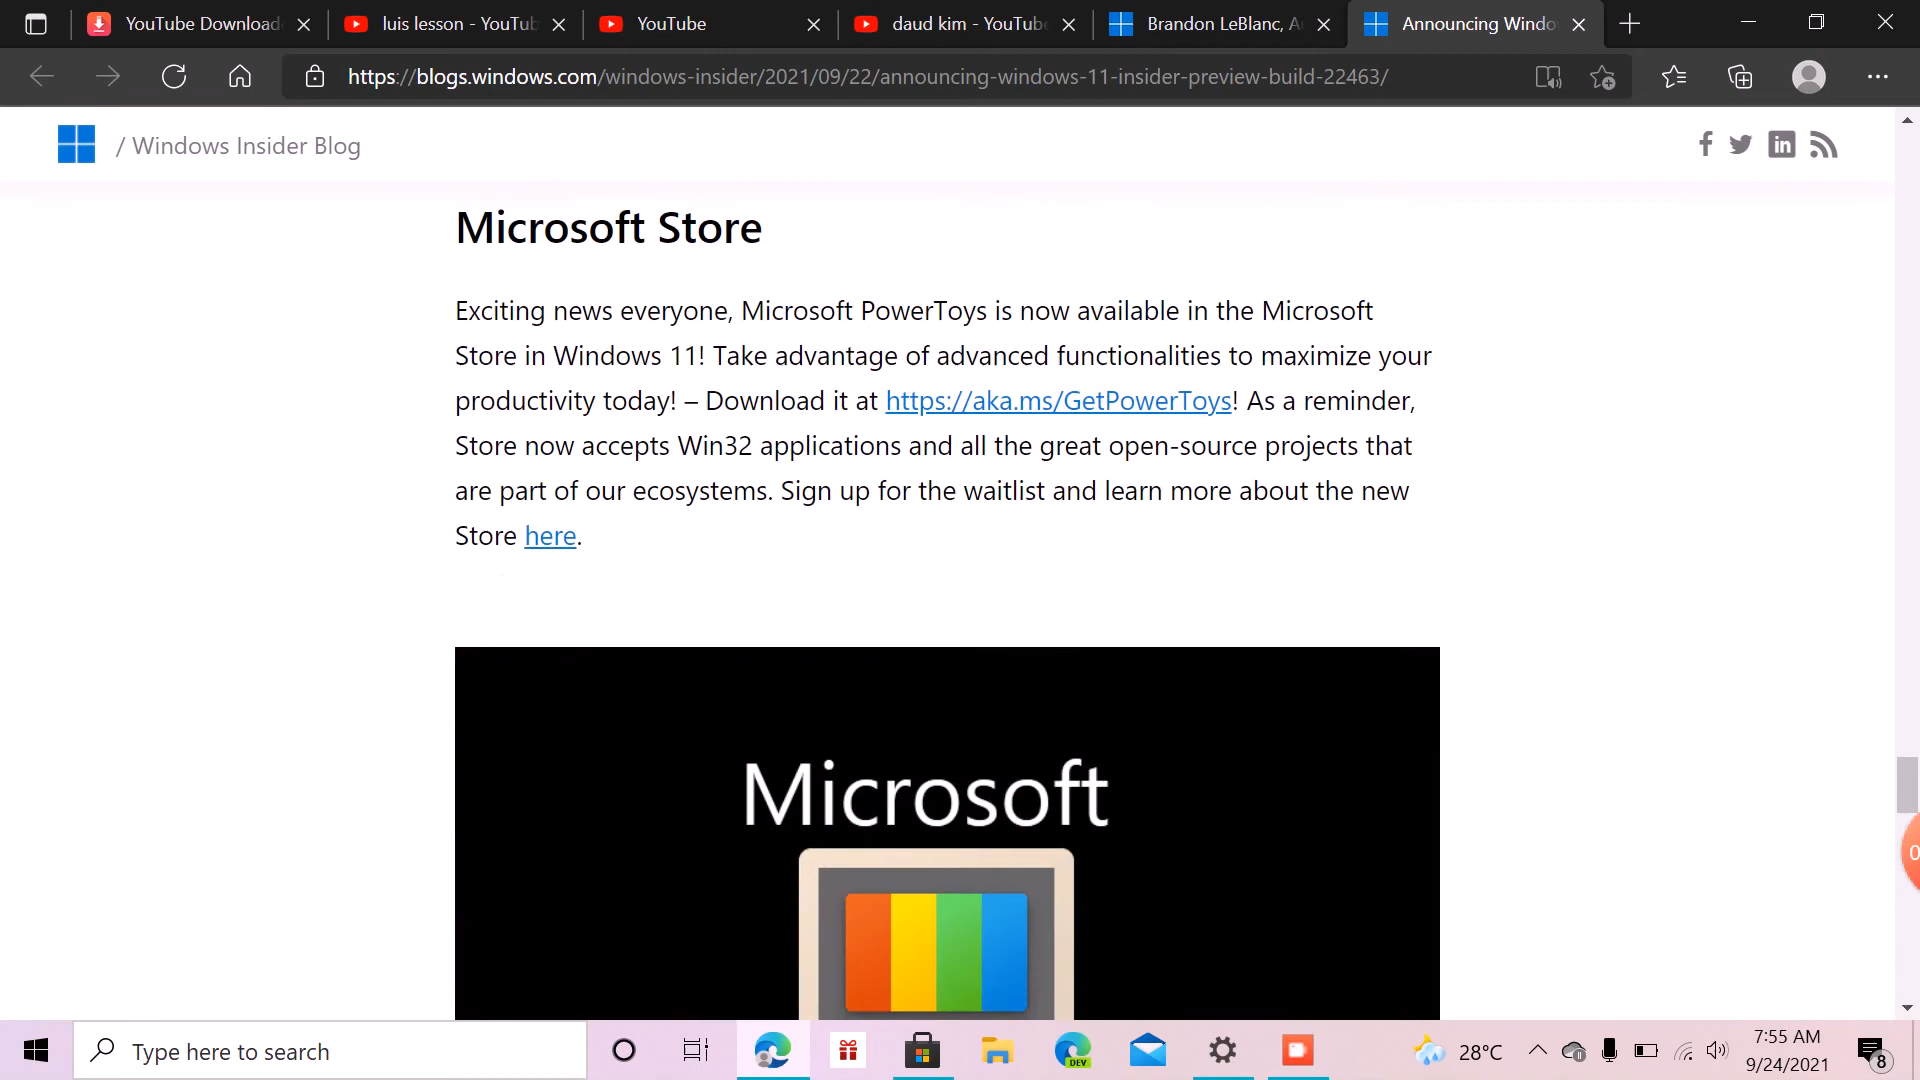 YouTube Download
luis lesson - YouTub
YouTube
daud kim - YouTube
Brandon LeBlanc, A
Announcing Windo
https://blogs.windows.com/windows-insider/2021/09/22/announcing-windows-11-insider-preview-build-22463/
/ Windows Insider Blog
Microsoft Store
Exciting news everyone, Microsoft PowerToys is now available in the Microsoft
Store in Windows 11! Take advantage of advanced functionalities to maximize your
productivity today! – Download it at https://aka.ms/GetPowerToys! As a reminder,
Store now accepts Win32 applications and all the great open-source projects that
are part of our ecosystems. Sign up for the waitlist and learn more about the new
Store here.
Microsoft
0
Type here to search
DEV
28°C
7:55 AM
9/24/2021
8